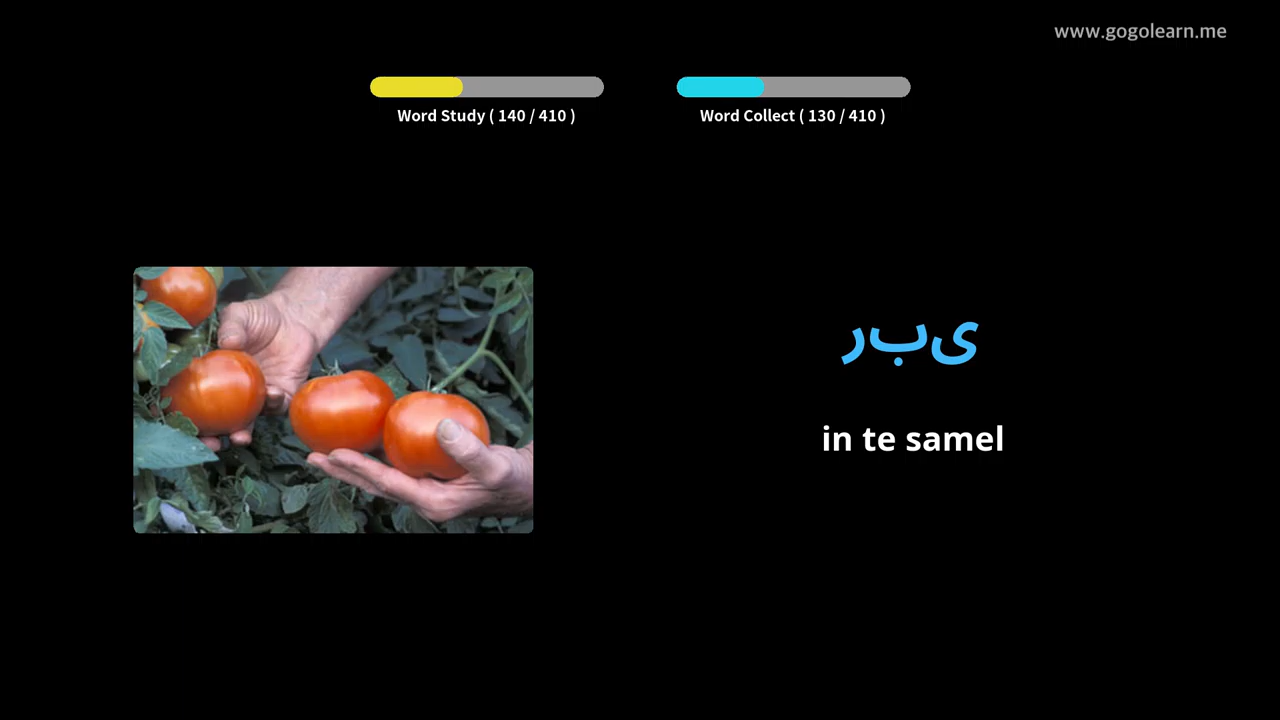 www.gogolearn.me
Word Study ( 140 / 410 )
Word Collect ( 130 / 410 )
ربی
in te samel